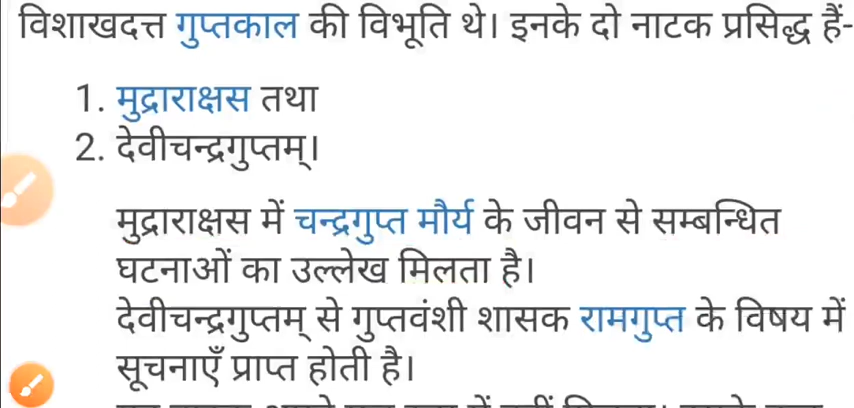 विशाखदत्त गुप्तकाल की विभूति थे। इनके दो नाटक प्रसिद्ध हैं-
1. मुद्राराक्षस तथा
2. देवीचन्द्रगुप्तम्।
मुद्राराक्षस में चन्द्रगुप्त मौर्य के जीवन से सम्बन्धित
घटनाओं का उल्लेख मिलता है।
देवीचन्द्रगुप्तम् से गुप्तवंशी शासक रामगुप्त के विषय में
सूचनाएँ प्राप्त होती है।